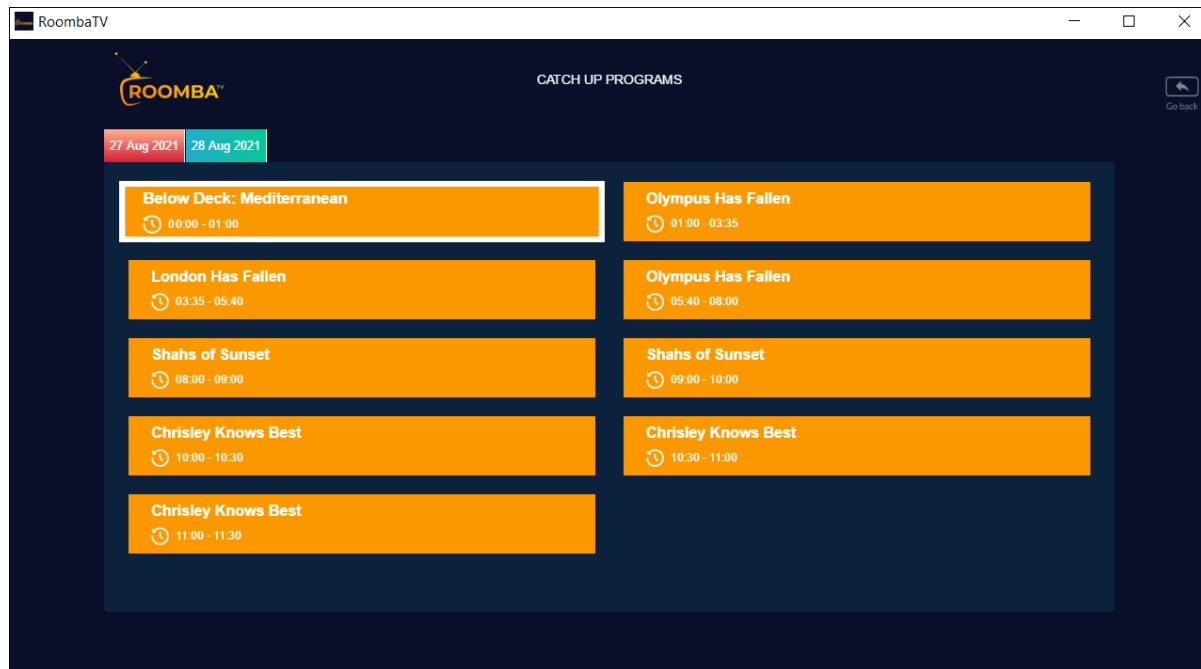 RoombaTV
ROOMBA TV
CATCH UP PROGRAMS
Go back
27 Aug 2021 28 Aug 2021
Below Deck: Mediterranean
00:00 - 01:00
Olympus Has Fallen
01:00 - 03:35
London Has Fallen
03:35 - 05:40
Olympus Has Fallen
05:40 - 08:00
Shahs of Sunset
08:00 - 09:00
Shahs of Sunset
09:00 - 10:00
Chrisley Knows Best
10:00 - 10:30
Chrisley Knows Best
10:30 - 11:00
Chrisley Knows Best
11:00 - 11:30